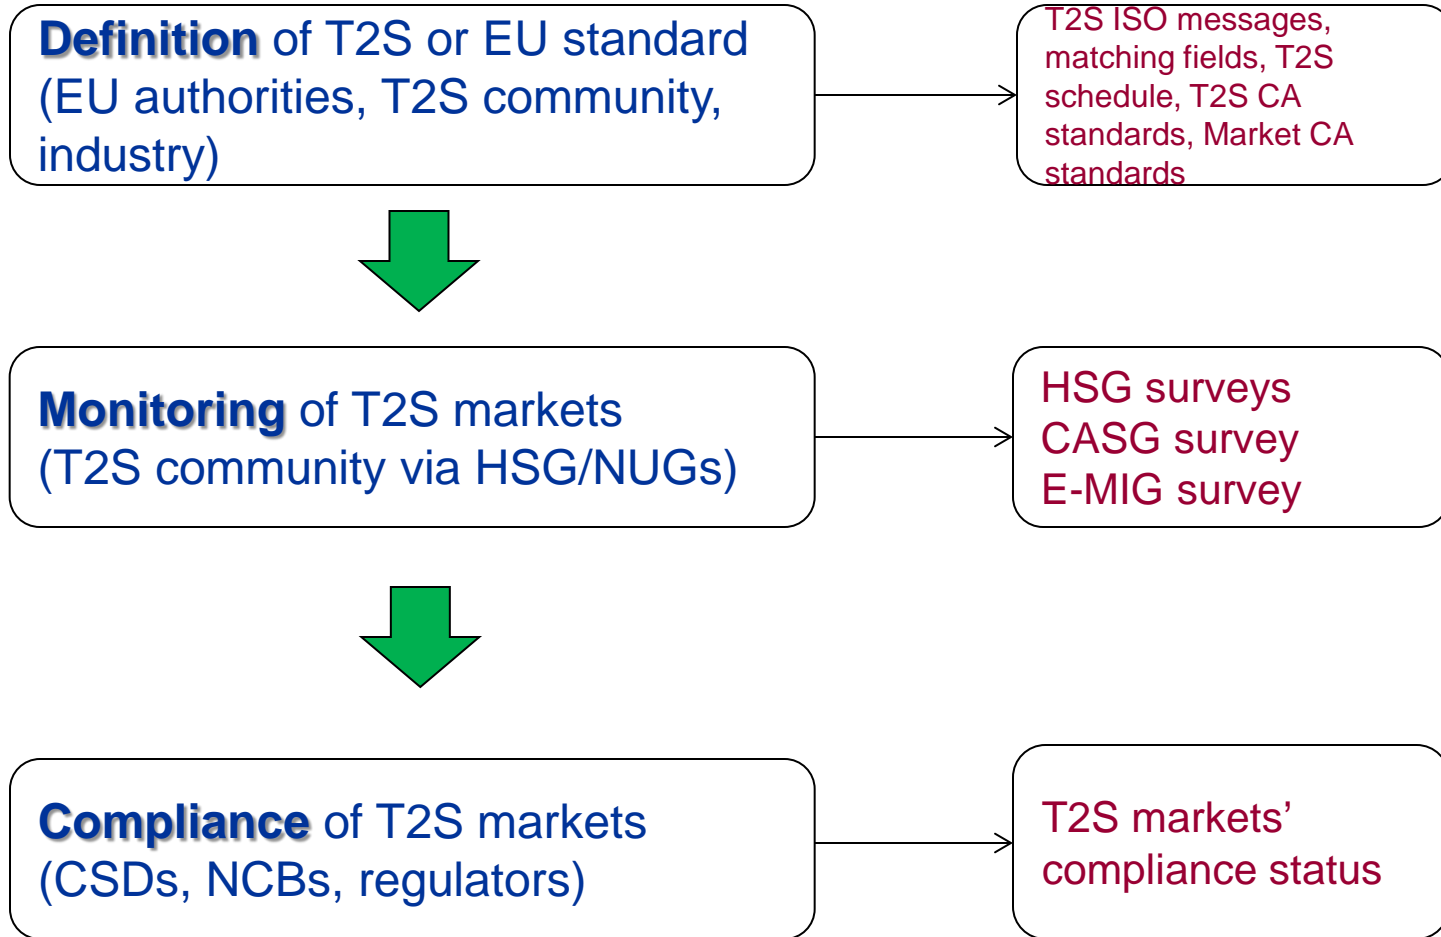 Definition of T2S or EU standard
(EU authorities, T2S community,
industry)
T2S ISO messages,
matching fields, T2S
schedule, T2S CA
standards, Market CA
standards
Monitoring of T2S markets
(T2S community via HSG/NUGs)
HSG surveys
CASG survey
E-MIG survey
Compliance of T2S markets
(CSDs, NCBs, regulators)
T2S markets’
compliance status